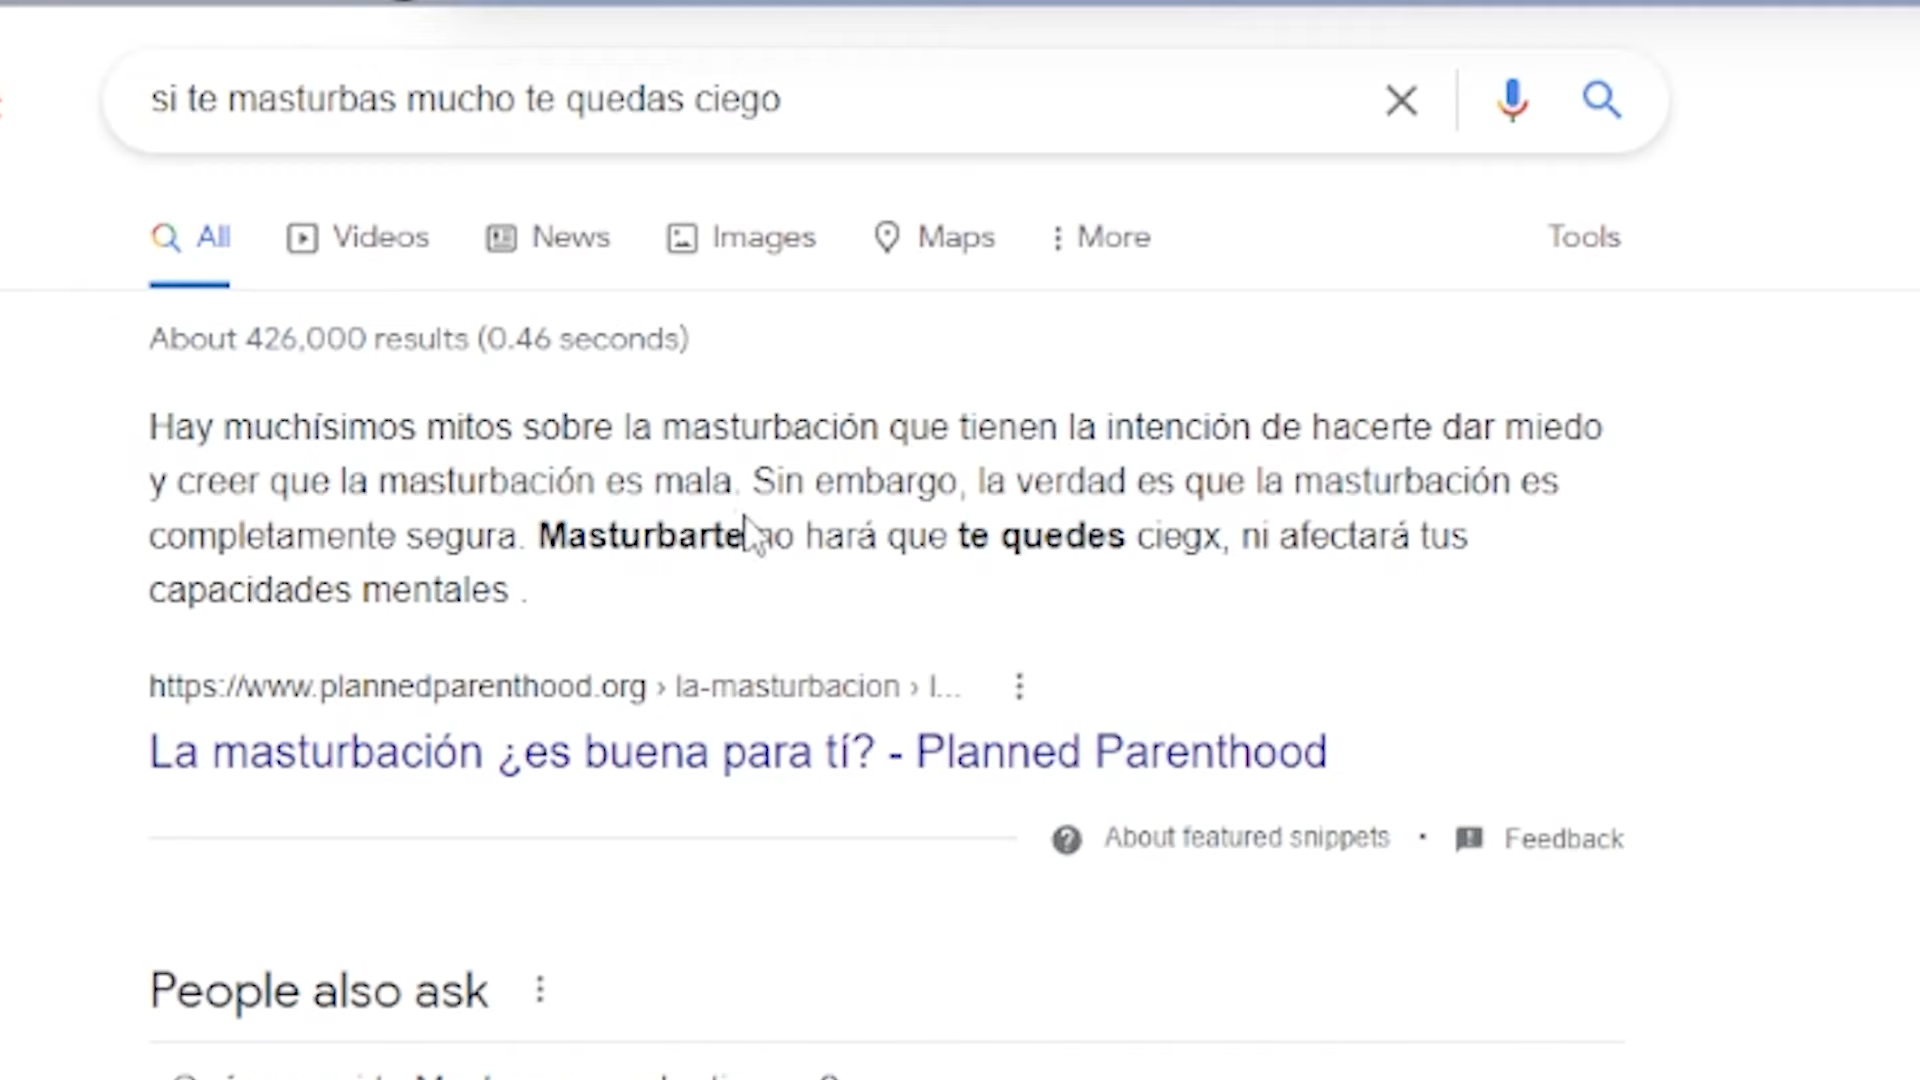 si te masturbas mucho te quedas ciego
All Videos News Images Maps More Tools
About 426,000 results (0.46 seconds)
Hay muchísimos mitos sobre la masturbación que tienen la intención de hacerte dar miedo
y creer que la masturbación es mala. Sin embargo, la verdad es que la masturbación es
completamente segura. Masturbarte no hará que te quedes ciegx, ni afectará tus
capacidades mentales .
https://www.plannedparenthood.org › la-masturbacion › l...
La masturbación ¿es buena para tí? - Planned Parenthood
About featured snippets · Feedback
People also ask